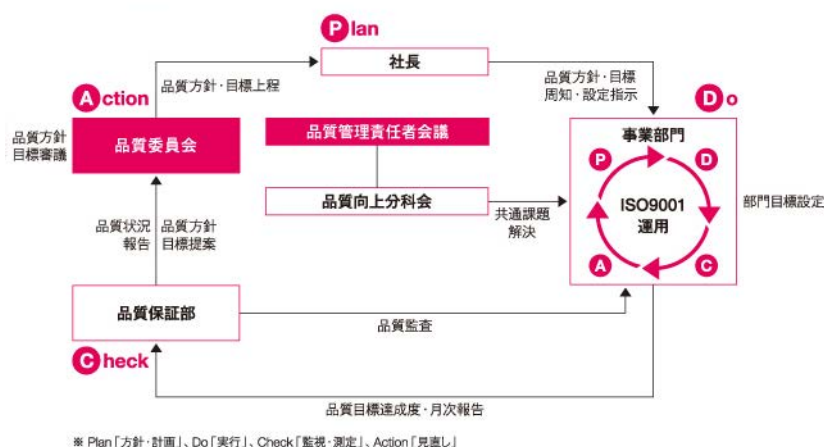 Plan
社長
品質方針・目標上程
品質方針・目標
周知・設定指示
Action
Do
品質方針
目標審議
品質委員会
品質管理責任者会議
事業部門
P
D
ISO9001
運用
A
C
部門目標設定
品質向上分科会
共通課題
解決
品質状況
報告
品質方針
目標提案
品質保証部
品質監査
Check
品質目標達成度・月次報告
※ Plan「方針・計画」、Do「実行」、Check「監視・測定」、Action「見直し」